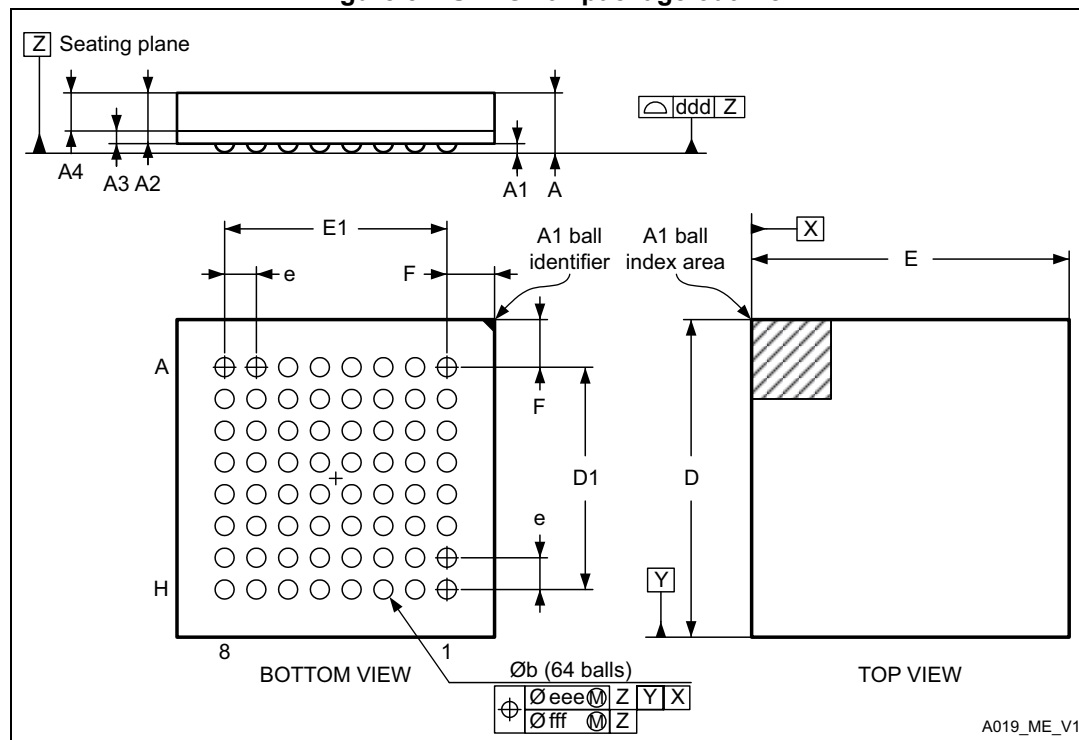 Z Seating plane
ddd Z
A4
A3 A2
A1
A
E1
A1 ball
identifier
A1 ball
index area
X
E
e
F
A
F
D1
D
e
H
Y
8
1
BOTTOM VIEW
Øb (64 balls)
TOP VIEW
Ø eee Ⓜ Z Y X
Ø fff Ⓜ Z
A019_ME_V1